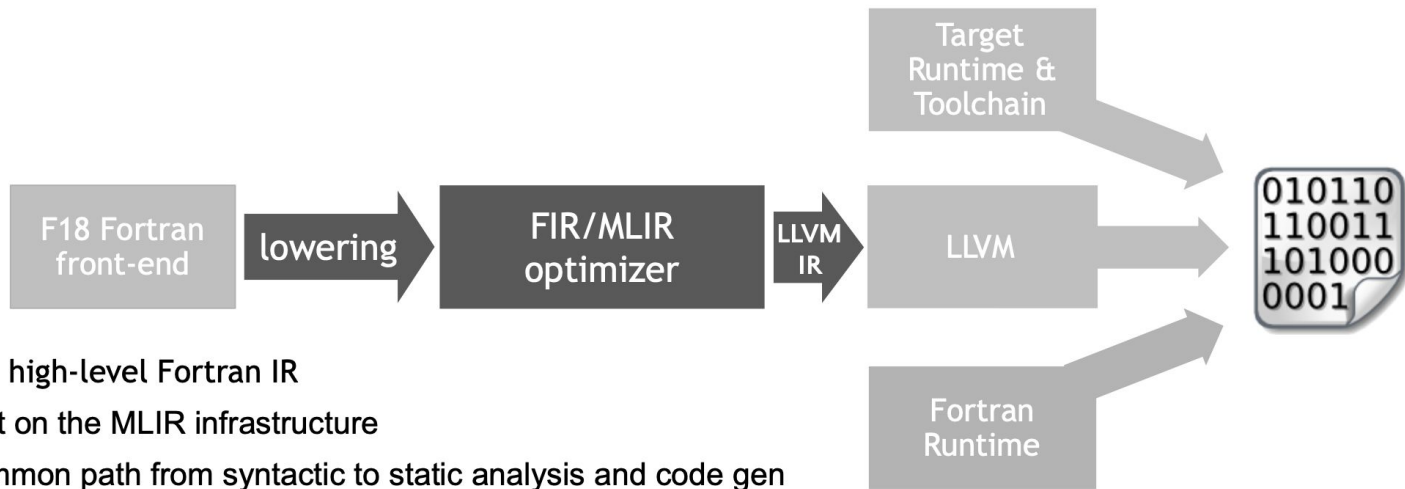 Target
Runtime &
Toolchain
F18 Fortran
front-end
lowering
FIR/MLIR
optimizer
LLVM
IR
LLVM
010110
110011
101000
0001
high-level Fortran IR
t on the MLIR infrastructure
mmon path from syntactic to static analysis and code gen
Fortran
Runtime